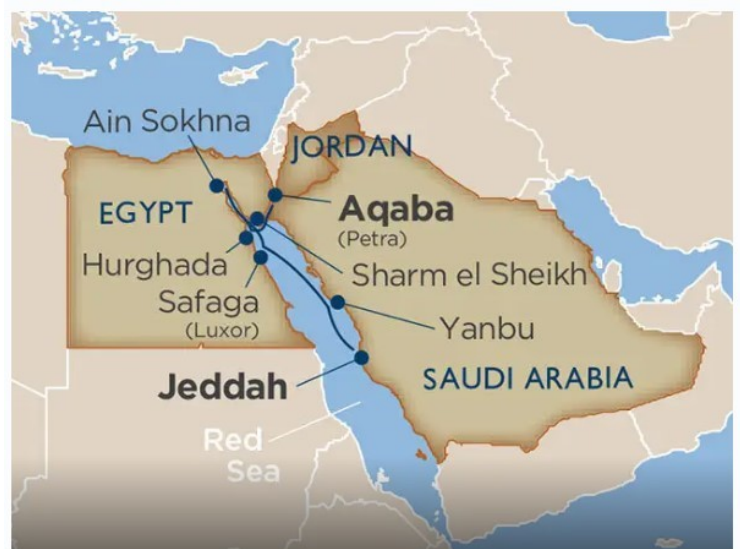 Ain Sokhna
JORDAN
EGYPT
Aqaba
(Petra)
Hurghada
Sharm el Sheikh
Safaga
(Luxor)
Yanbu
Jeddah
SAUDI ARABIA
Red
Sea